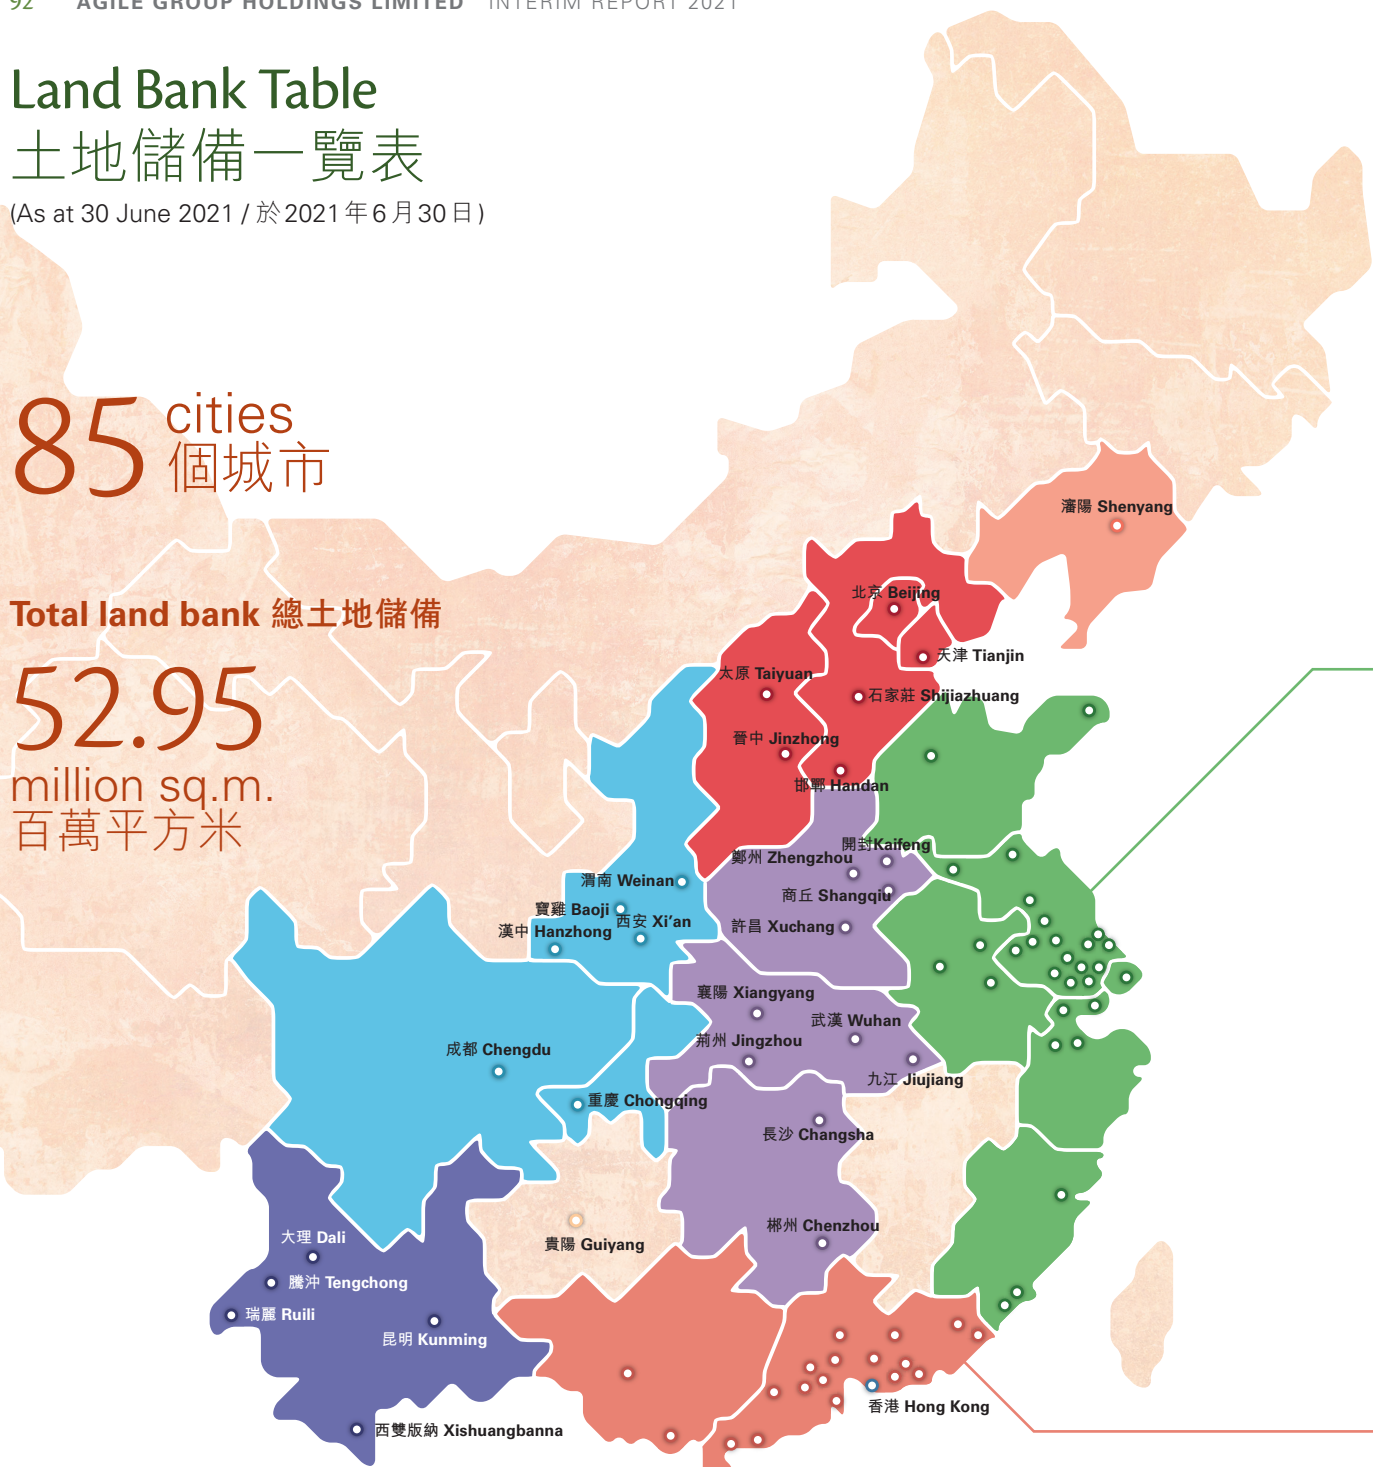 92 AGILE GROUP HOLDINGS LIMITED INTERIM REPORT 2021
Land Bank Table
土地儲備一覽表
(As at 30 June 2021 / 於2021年6月30日)
85 cities
個城市
Total land bank 總土地儲備
52.95
million sq.m.
百萬平方米
瀋陽 Shenyang
北京 Beijing
天津 Tianjin
太原 Taiyuan
石家莊 Shijiazhuang
晉中 Jinzhong
邯鄲 Handan
開封Kaifeng
鄭州 Zhengzhou
渭南 Weinan
商丘 Shangqiu
寶雞 Baoji
西安 Xi’an
許昌 Xuchang
漢中 Hanzhong
襄陽 Xiangyang
武漢 Wuhan
荊州 Jingzhou
成都 Chengdu
九江 Jiujiang
重慶 Chongqing
長沙 Changsha
郴州 Chenzhou
大理 Dali
貴陽 Guiyang
騰沖 Tengchong
瑞麗 Ruili
昆明 Kunming
香港 Hong Kong
西雙版納 Xishuangbanna